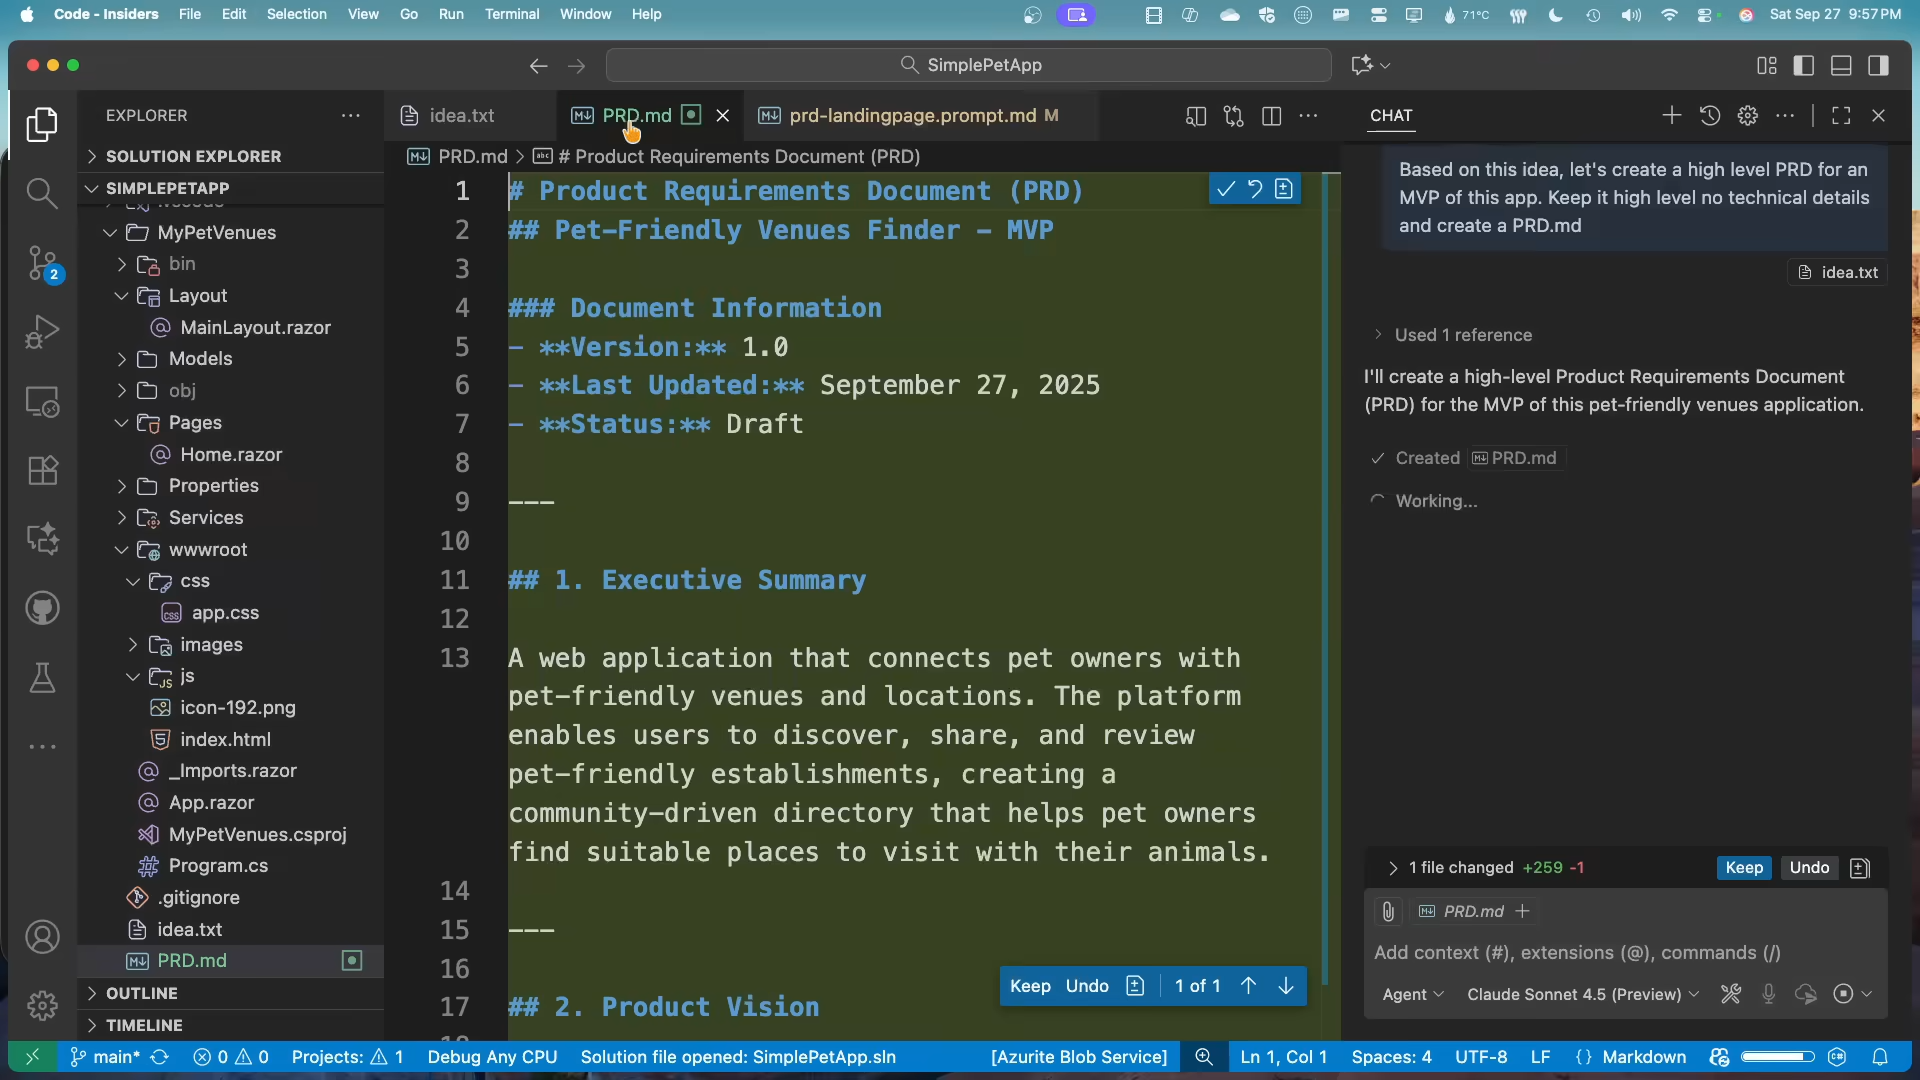 Code - Insiders File Edit Selection View Go Run Terminal Window Help
71°C
Sat Sep 27 9:57 PM
SimplePetApp
EXPLORER
SOLUTION EXPLORER
SIMPLEPETAPP
MyPetVenues
bin
Layout
MainLayout.razor
Models
obj
Pages
Home.razor
Properties
Services
wwwroot
css
app.css
images
js
icon-192.png
index.html
_Imports.razor
App.razor
MyPetVenues.csproj
Program.cs
.gitignore
idea.txt
PRD.md
OUTLINE
TIMELINE
2
idea.txt
PRD.md
prd-landingpage.prompt.md M
PRD.md > # Product Requirements Document (PRD)
1 # Product Requirements Document (PRD)
2 ## Pet-Friendly Venues Finder - MVP
3
4 ### Document Information
5 - **Version:** 1.0
6 - **Last Updated:** September 27, 2025
7 - **Status:** Draft
8
9 ---
10
11 ## 1. Executive Summary
12
13 A web application that connects pet owners with
pet-friendly venues and locations. The platform
enables users to discover, share, and review
pet-friendly establishments, creating a
community-driven directory that helps pet owners
find suitable places to visit with their animals.
14
15 ---
16
17 ## 2. Product Vision
Keep Undo 1 of 1
CHAT
Based on this idea, let's create a high level PRD for an
MVP of this app. Keep it high level no technical details
and create a PRD.md
idea.txt
Used 1 reference
I'll create a high-level Product Requirements Document
(PRD) for the MVP of this pet-friendly venues application.
Created PRD.md
Working...
1 file changed +259 -1
Keep Undo
PRD.md +
Add context (#), extensions (@), commands (/)
Agent Claude Sonnet 4.5 (Preview)
main* 0 0 Projects: 1 Debug Any CPU Solution file opened: SimplePetApp.sln [Azurite Blob Service] Ln 1, Col 1 Spaces: 4 UTF-8 LF {} Markdown